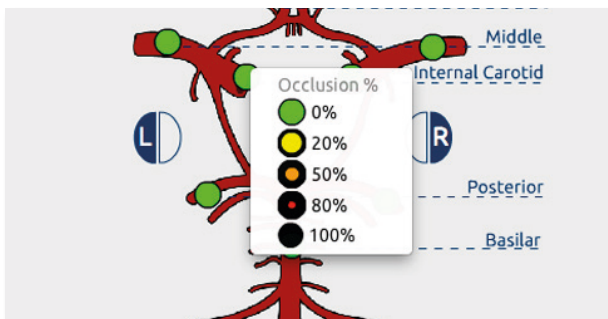 Middle
Internal Carotid
Occlusion %
0%
20%
50%
80%
100%
L
R
Posterior
Basilar